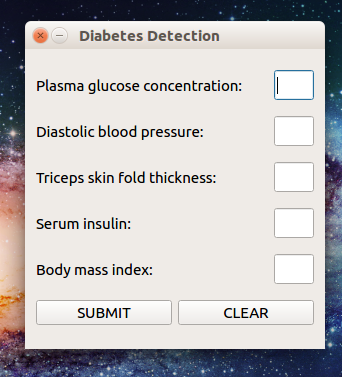 Diabetes Detection
Plasma glucose concentration:
Diastolic blood pressure:
Triceps skin fold thickness:
Serum insulin:
Body mass index:
SUBMIT CLEAR